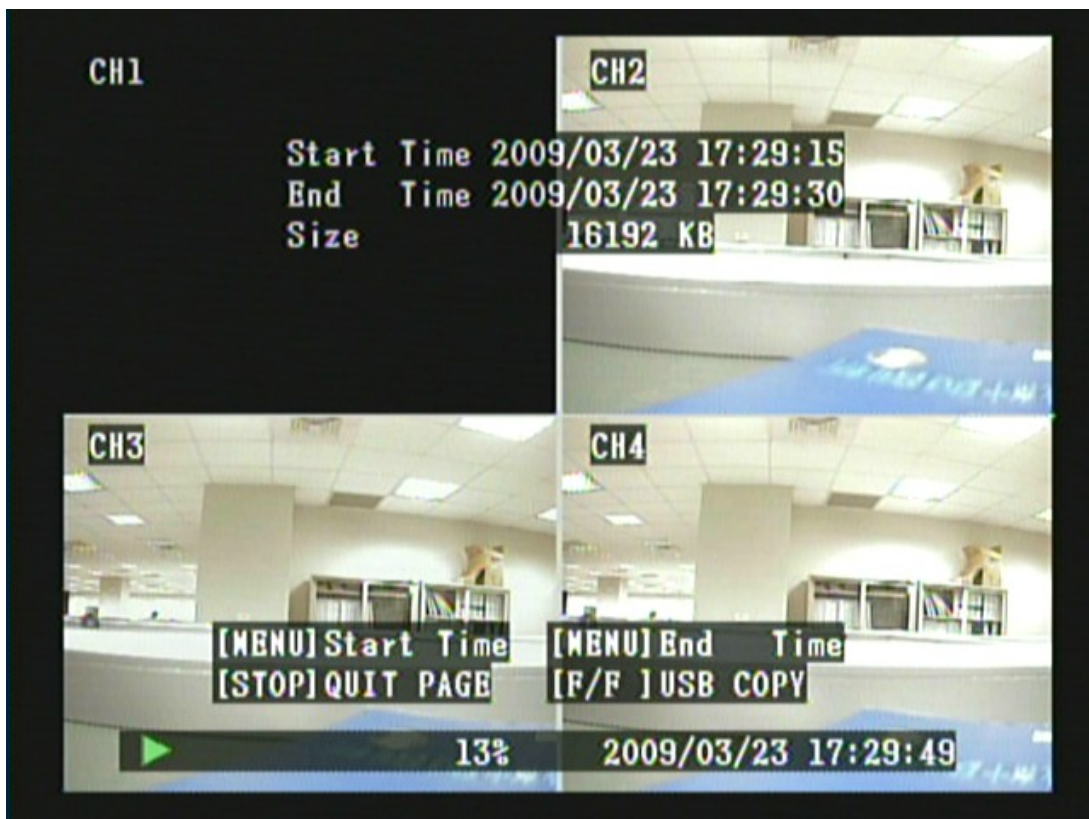 CH1
CH2
Start Time 2009/03/23 17:29:15
End Time 2009/03/23 17:29:30
Size 16192 KB
CH3
CH4
[MENU]Start Time [MENU]End Time
[STOP]QUIT PAGE [F/F ]USB COPY
13% 2009/03/23 17:29:49